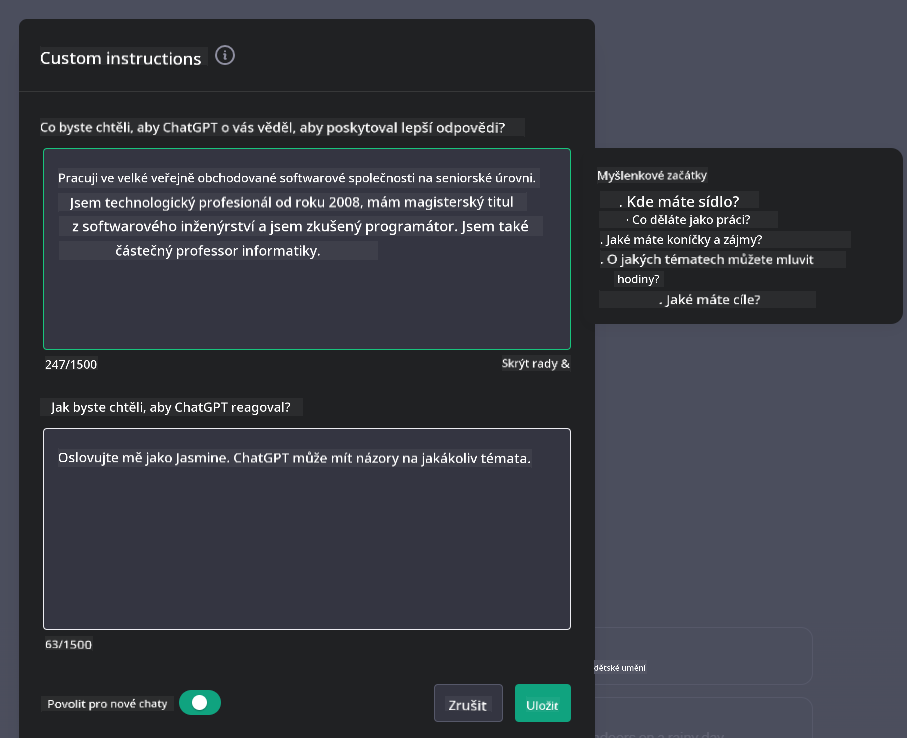 Custom instructions
Co byste chtěli, aby ChatGPT o vás věděl, aby poskytoval lepší odpovědi?
Pracuji ve velké veřejně obchodované softwarové společnosti na seniorské úrovni.
Jsem technologický profesionál od roku 2008, mám magisterský titul
z softwarového inženýrství a jsem zkušený programátor. Jsem také
částečný professor informatiky.
247/1500
Skrýt rady &
Myšlenkové začátky
. Kde máte sídlo?
· Co děláte jako práci?
. Jaké máte koníčky a zájmy?
. O jakých tématech můžete mluvit
hodiny?
. Jaké máte cíle?
Jak byste chtěli, aby ChatGPT reagoval?
Oslovujte mě jako Jasmine. ChatGPT může mít názory na jakákoliv témata.
63/1500
dětské umění
Povolit pro nové chaty
Zrušit
Uložit
doors on a rainy day